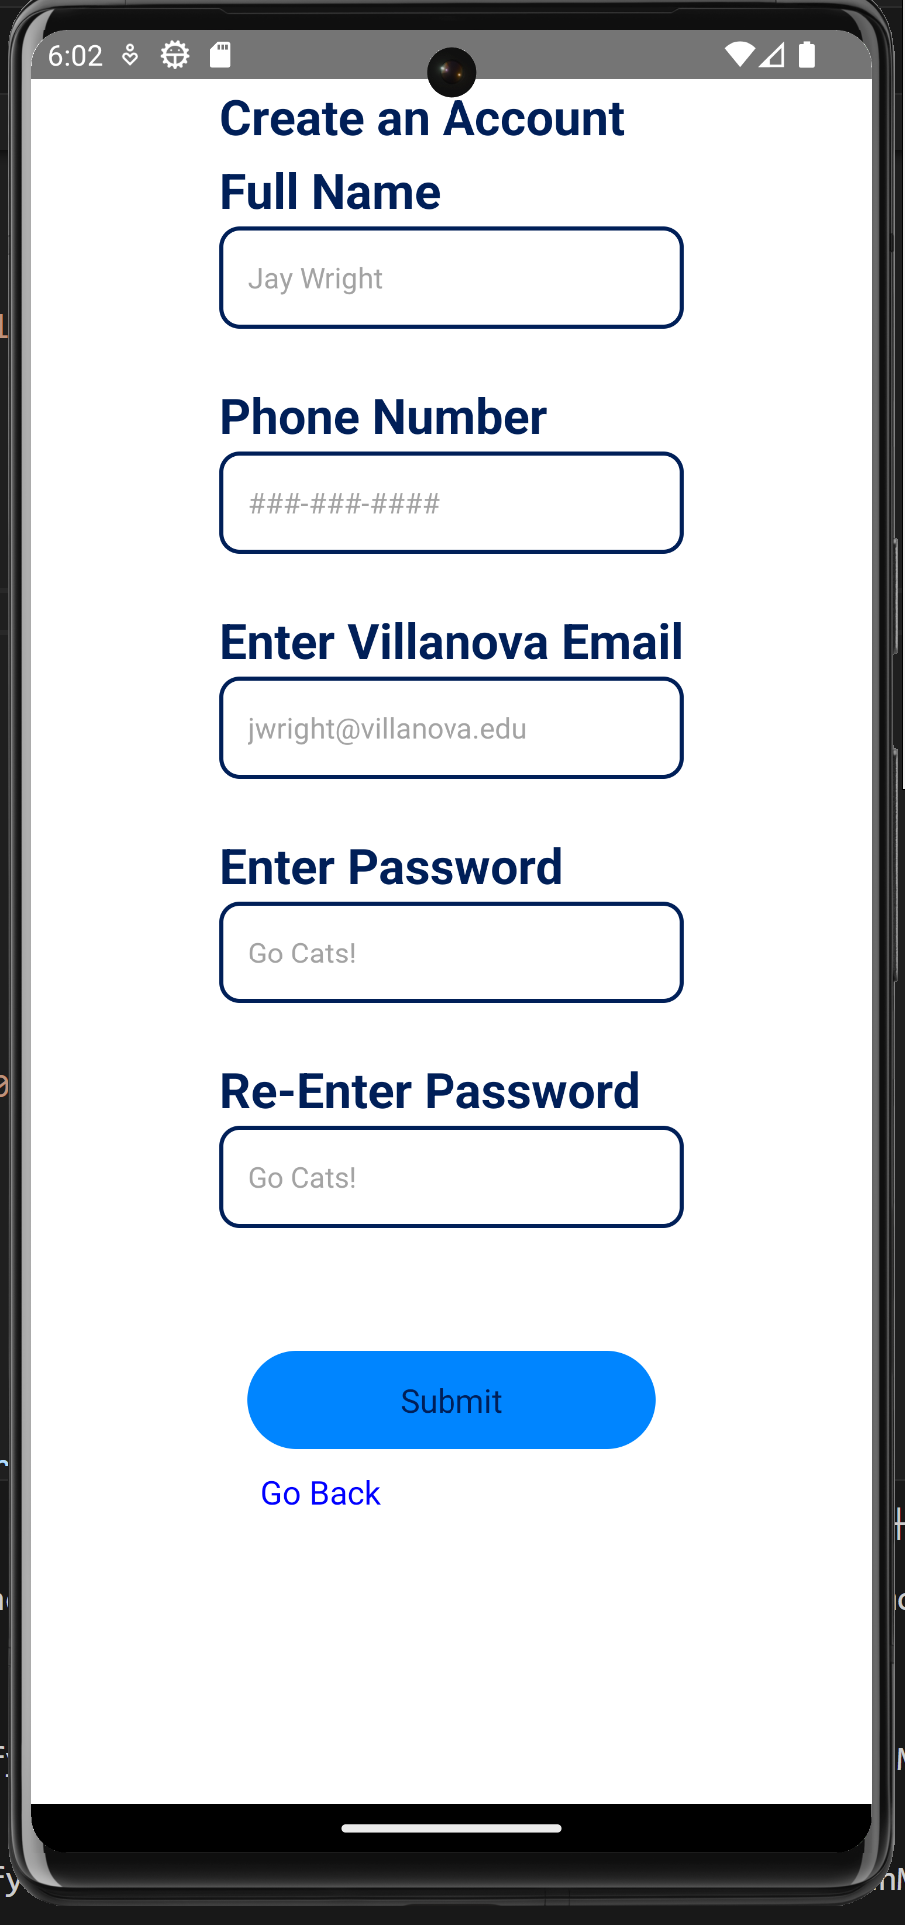 6:02
Create an Account
Full Name
Jay Wright
Phone Number
###-###-####
Enter Villanova Email
jwright@villanova.edu
Enter Password
Go Cats!
Re-Enter Password
Go Cats!
Submit
Go Back